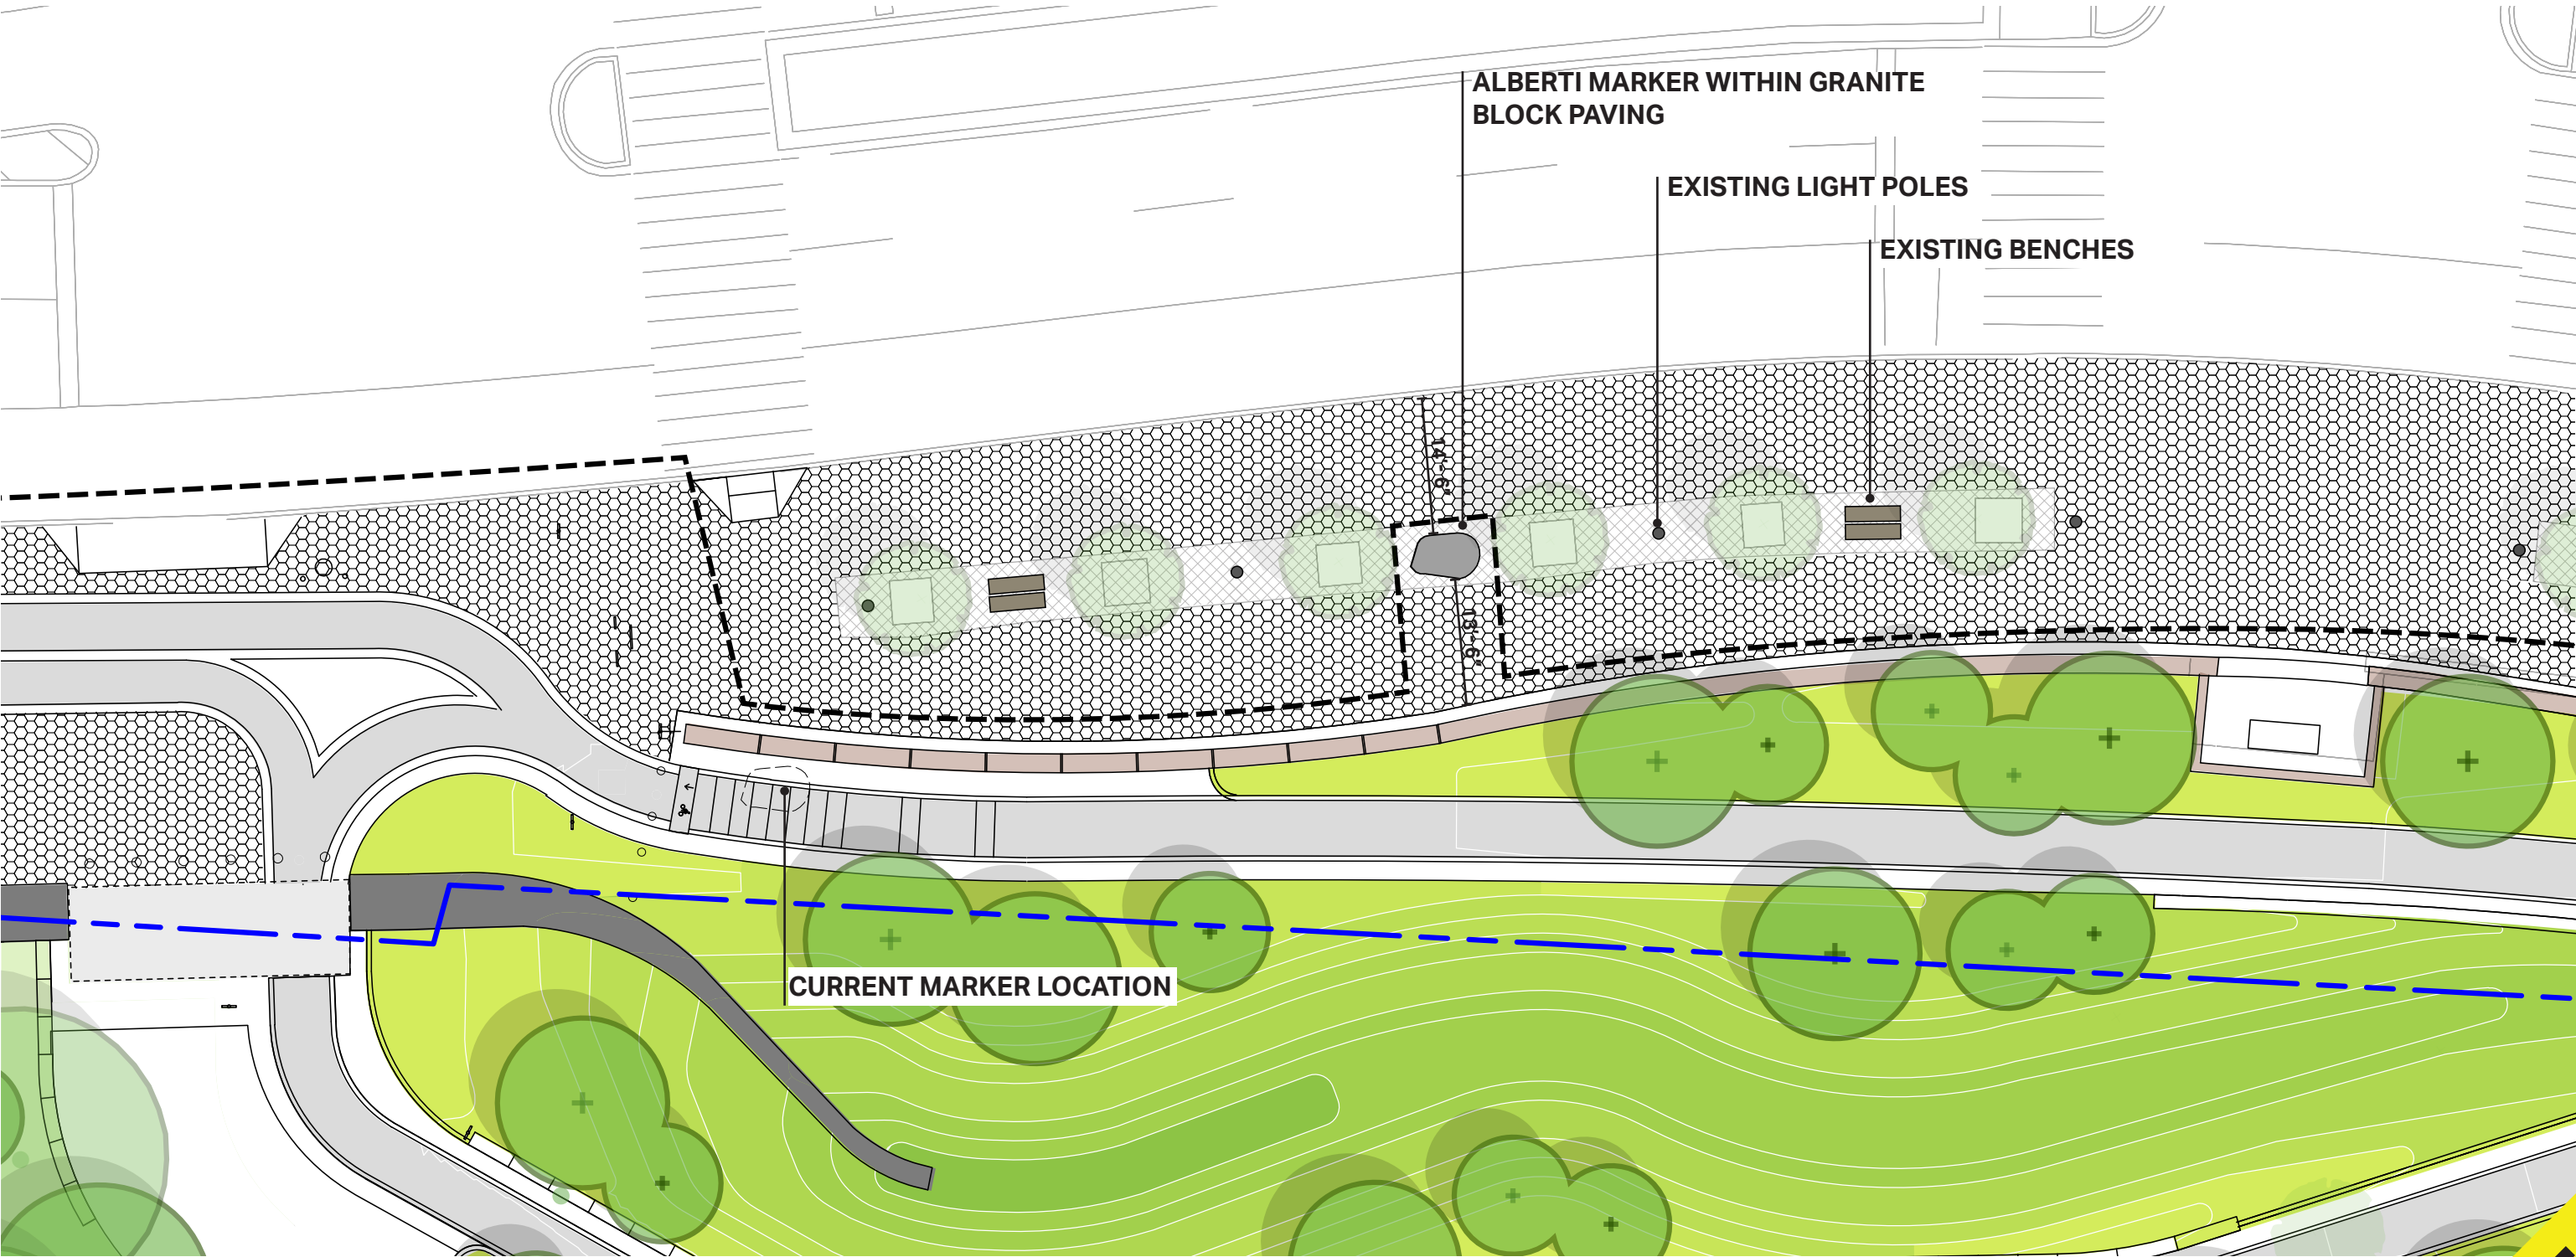 ALBERTI MARKER WITHIN GRANITE
BLOCK PAVING
EXISTING LIGHT POLES
EXISTING BENCHES
14'-6"
13'-6"
CURRENT MARKER LOCATION